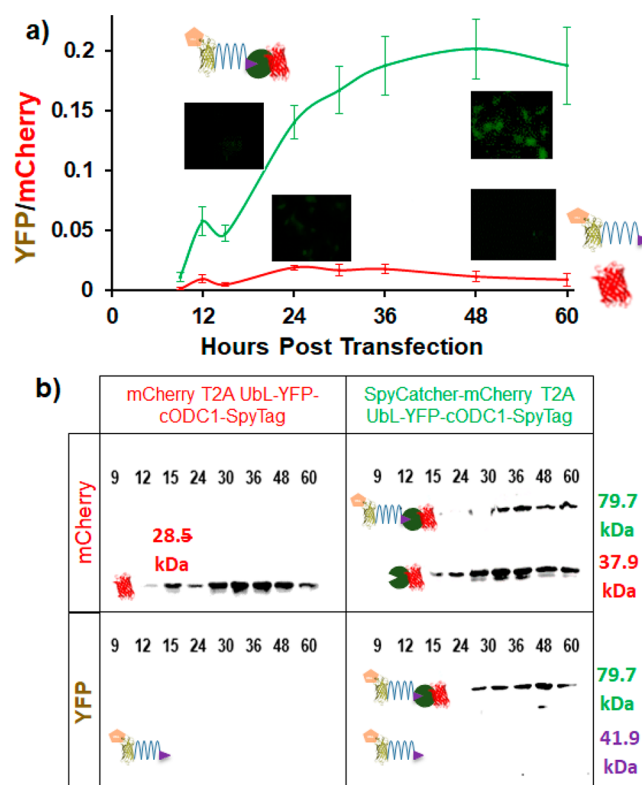 a)
0.2
0.15
0.1
0.05
0
YFP/mCherry
0 12 24 36 48 60
Hours Post Transfection
b)
mCherry T2A UbL-YFP-
cODC1-SpyTag
SpyCatcher-mCherry T2A
UbL-YFP-cODC1-SpyTag
mCherry
9 12 15 24 30 36 48 60
28.5
kDa
9 12 15 24 30 36 48 60
79.7
kDa
37.9
kDa
YFP
9 12 15 24 30 36 48 60
9 12 15 24 30 36 48 60
79.7
kDa
41.9
kDa